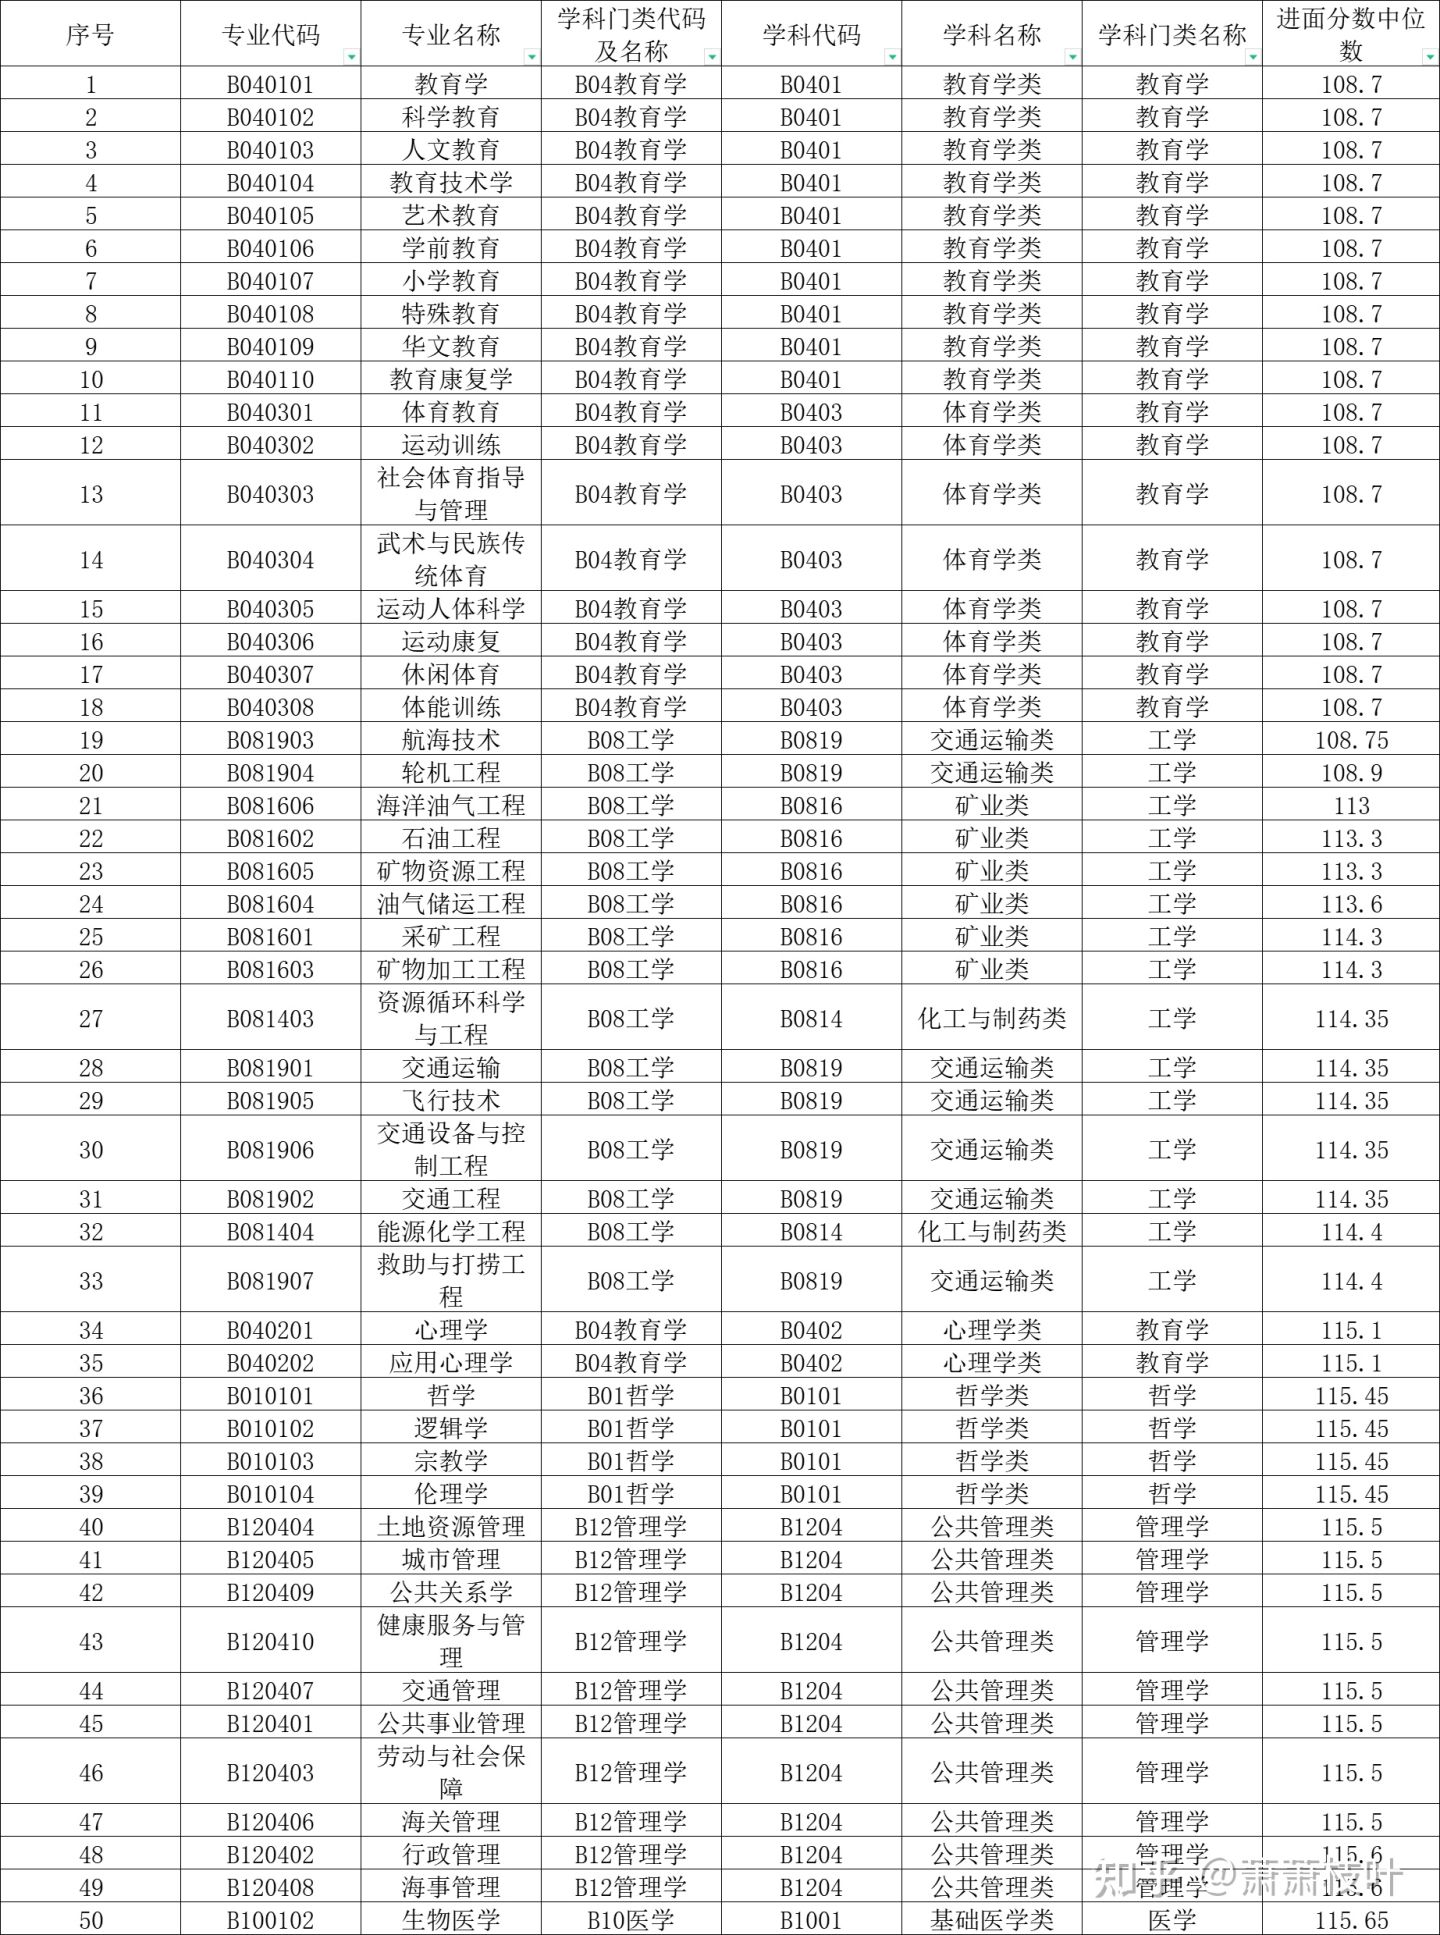 序号 专业代码 专业名称 学科门类代码及名称 学科代码 学科名称 学科门类名称 进面分数中位数
1 B040101 教育学 B04教育学 B0401 教育学类 教育学 108.7
2 B040102 科学教育 B04教育学 B0401 教育学类 教育学 108.7
3 B040103 人文教育 B04教育学 B0401 教育学类 教育学 108.7
4 B040104 教育技术学 B04教育学 B0401 教育学类 教育学 108.7
5 B040105 艺术教育 B04教育学 B0401 教育学类 教育学 108.7
6 B040106 学前教育 B04教育学 B0401 教育学类 教育学 108.7
7 B040107 小学教育 B04教育学 B0401 教育学类 教育学 108.7
8 B040108 特殊教育 B04教育学 B0401 教育学类 教育学 108.7
9 B040109 华文教育 B04教育学 B0401 教育学类 教育学 108.7
10 B040110 教育康复学 B04教育学 B0401 教育学类 教育学 108.7
11 B040301 体育教育 B04教育学 B0403 体育学类 教育学 108.7
12 B040302 运动训练 B04教育学 B0403 体育学类 教育学 108.7
13 B040303 社会体育指导与管理 B04教育学 B0403 体育学类 教育学 108.7
14 B040304 武术与民族传统体育 B04教育学 B0403 体育学类 教育学 108.7
15 B040305 运动人体科学 B04教育学 B0403 体育学类 教育学 108.7
16 B040306 运动康复 B04教育学 B0403 体育学类 教育学 108.7
17 B040307 休闲体育 B04教育学 B0403 体育学类 教育学 108.7
18 B040308 体能训练 B04教育学 B0403 体育学类 教育学 108.7
19 B081903 航海技术 B08工学 B0819 交通运输类 工学 108.75
20 B081904 轮机工程 B08工学 B0819 交通运输类 工学 108.9
21 B081606 海洋油气工程 B08工学 B0816 矿业类 工学 113
22 B081602 石油工程 B08工学 B0816 矿业类 工学 113.3
23 B081605 矿物资源工程 B08工学 B0816 矿业类 工学 113.3
24 B081604 油气储运工程 B08工学 B0816 矿业类 工学 113.6
25 B081601 采矿工程 B08工学 B0816 矿业类 工学 114.3
26 B081603 矿物加工工程 B08工学 B0816 矿业类 工学 114.3
27 B081403 资源循环科学与工程 B08工学 B0814 化工与制药类 工学 114.35
28 B081901 交通运输 B08工学 B0819 交通运输类 工学 114.35
29 B081905 飞行技术 B08工学 B0819 交通运输类 工学 114.35
30 B081906 交通设备与控制工程 B08工学 B0819 交通运输类 工学 114.35
31 B081902 交通工程 B08工学 B0819 交通运输类 工学 114.35
32 B081404 能源化学工程 B08工学 B0814 化工与制药类 工学 114.4
33 B081907 救助与打捞工程 B08工学 B0819 交通运输类 工学 114.4
34 B040201 心理学 B04教育学 B0402 心理学类 教育学 115.1
35 B040202 应用心理学 B04教育学 B0402 心理学类 教育学 115.1
36 B010101 哲学 B01哲学 B0101 哲学类 哲学 115.45
37 B010102 逻辑学 B01哲学 B0101 哲学类 哲学 115.45
38 B010103 宗教学 B01哲学 B0101 哲学类 哲学 115.45
39 B010104 伦理学 B01哲学 B0101 哲学类 哲学 115.45
40 B120404 土地资源管理 B12管理学 B1204 公共管理类 管理学 115.5
41 B120405 城市管理 B12管理学 B1204 公共管理类 管理学 115.5
42 B120409 公共关系学 B12管理学 B1204 公共管理类 管理学 115.5
43 B120410 健康服务与管理 B12管理学 B1204 公共管理类 管理学 115.5
44 B120407 交通管理 B12管理学 B1204 公共管理类 管理学 115.5
45 B120401 公共事业管理 B12管理学 B1204 公共管理类 管理学 115.5
46 B120403 劳动与社会保障 B12管理学 B1204 公共管理类 管理学 115.5
47 B120406 海关管理 B12管理学 B1204 公共管理类 管理学 115.5
48 B120402 行政管理 B12管理学 B1204 公共管理类 管理学 115.6
49 B120408 海事管理 B12管理学 B1204 公共管理类 管理学 115.6
50 B100102 生物医学 B10医学 B1001 基础医学类 医学 115.65
知乎 @萧萧枝叶